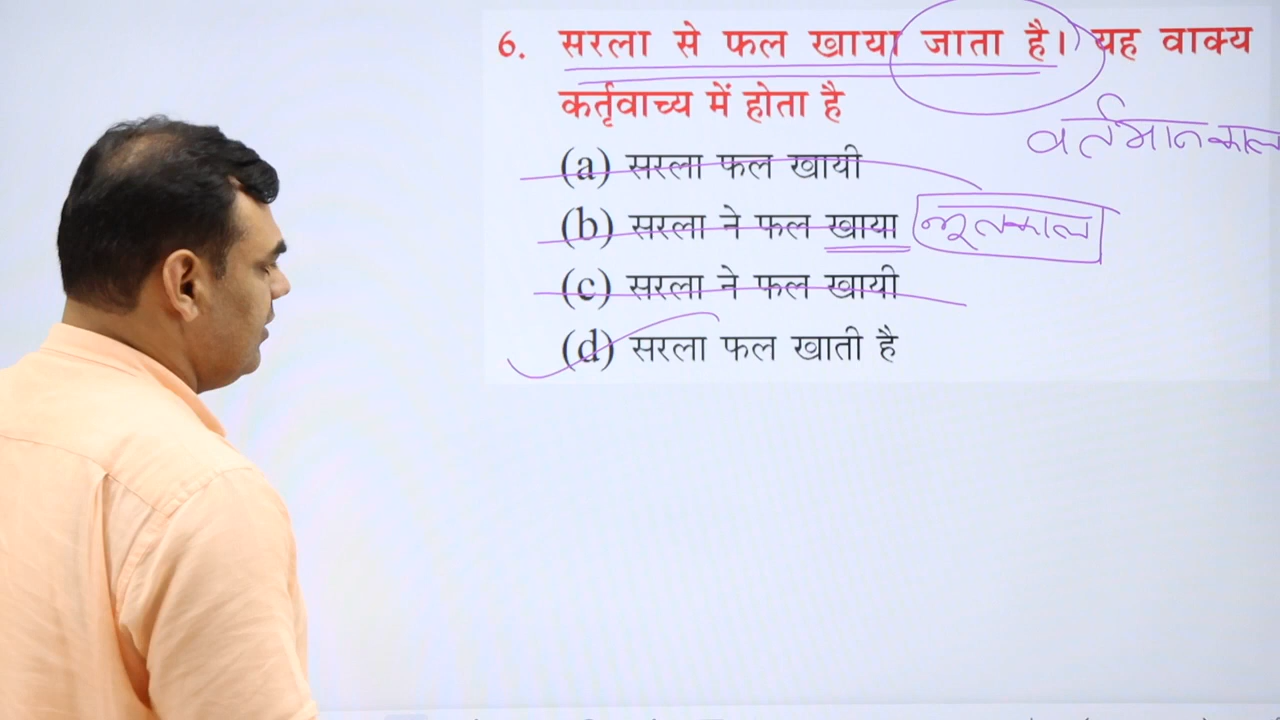 6. सरला से फल खाया जाता है। यह वाक्य
कर्तृवाच्य में होता है
वर्तमानकाल
(a) सरला फल खायी
(b) सरला ने फल खाया भूतकाल
(c) सरला ने फल खायी
(d) सरला फल खाती है